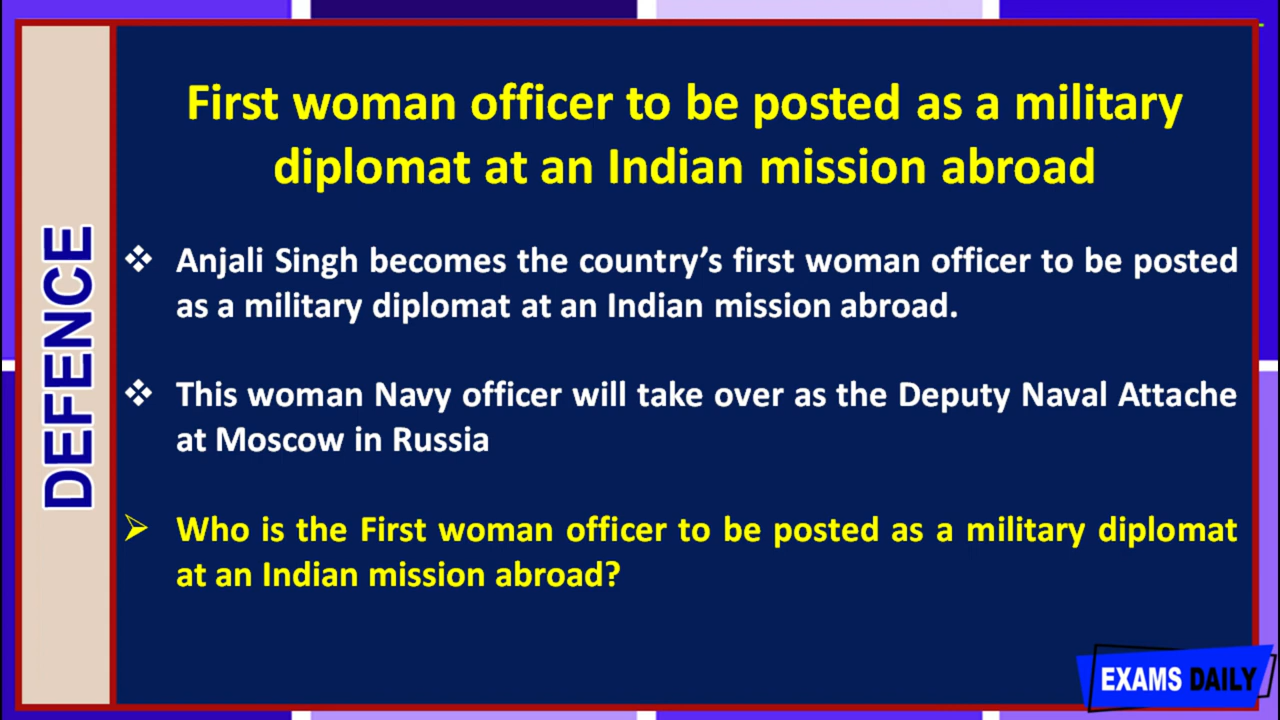 First woman officer to be posted as a military
diplomat at an Indian mission abroad
DEFENCE
❖ Anjali Singh becomes the country’s first woman officer to be posted
as a military diplomat at an Indian mission abroad.
❖ This woman Navy officer will take over as the Deputy Naval Attache
at Moscow in Russia
➢ Who is the First woman officer to be posted as a military diplomat
at an Indian mission abroad?
EXAMS DAILY